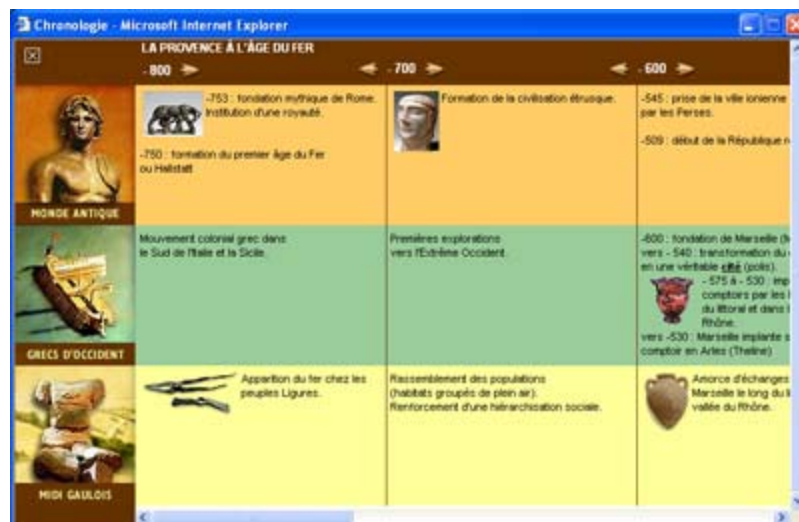 Chronologie - Microsoft Internet Explorer
LA PROVENCE À L'ÂGE DU FER
- 800
- 700
- 600
MONDE ANTIQUE
-753 : fondation mythique de Rome.
Institution d'une royauté.
-750 : formation du premier âge du Fer
ou Hallstatt
Formation de la civilisation étrusque.
-545 : prise de la ville ionienne
par les Perses.
-509 : début de la République r
GRECS D'OCCIDENT
Mouvement colonial grec dans
le Sud de l'Italie et la Sicile.
Premières explorations
vers l'Extrême Occident.
-600 : fondation de Marseille (
vers - 540 : transformation du
en une véritable cité (polis).
- 575 à - 530 : imp
comptoirs par les
du littoral et dans
Rhône.
vers -530 : Marseille implante
comptoir en Arles (Theline)
MIDI GAULOIS
Apparition du fer chez les
peuples Ligures.
Rassemblement des populations
(habitats groupés de plein air).
Renforcement d'une hiérarchisation sociale.
Amorce d'échanges
Marseille le long du
vallée du Rhône.